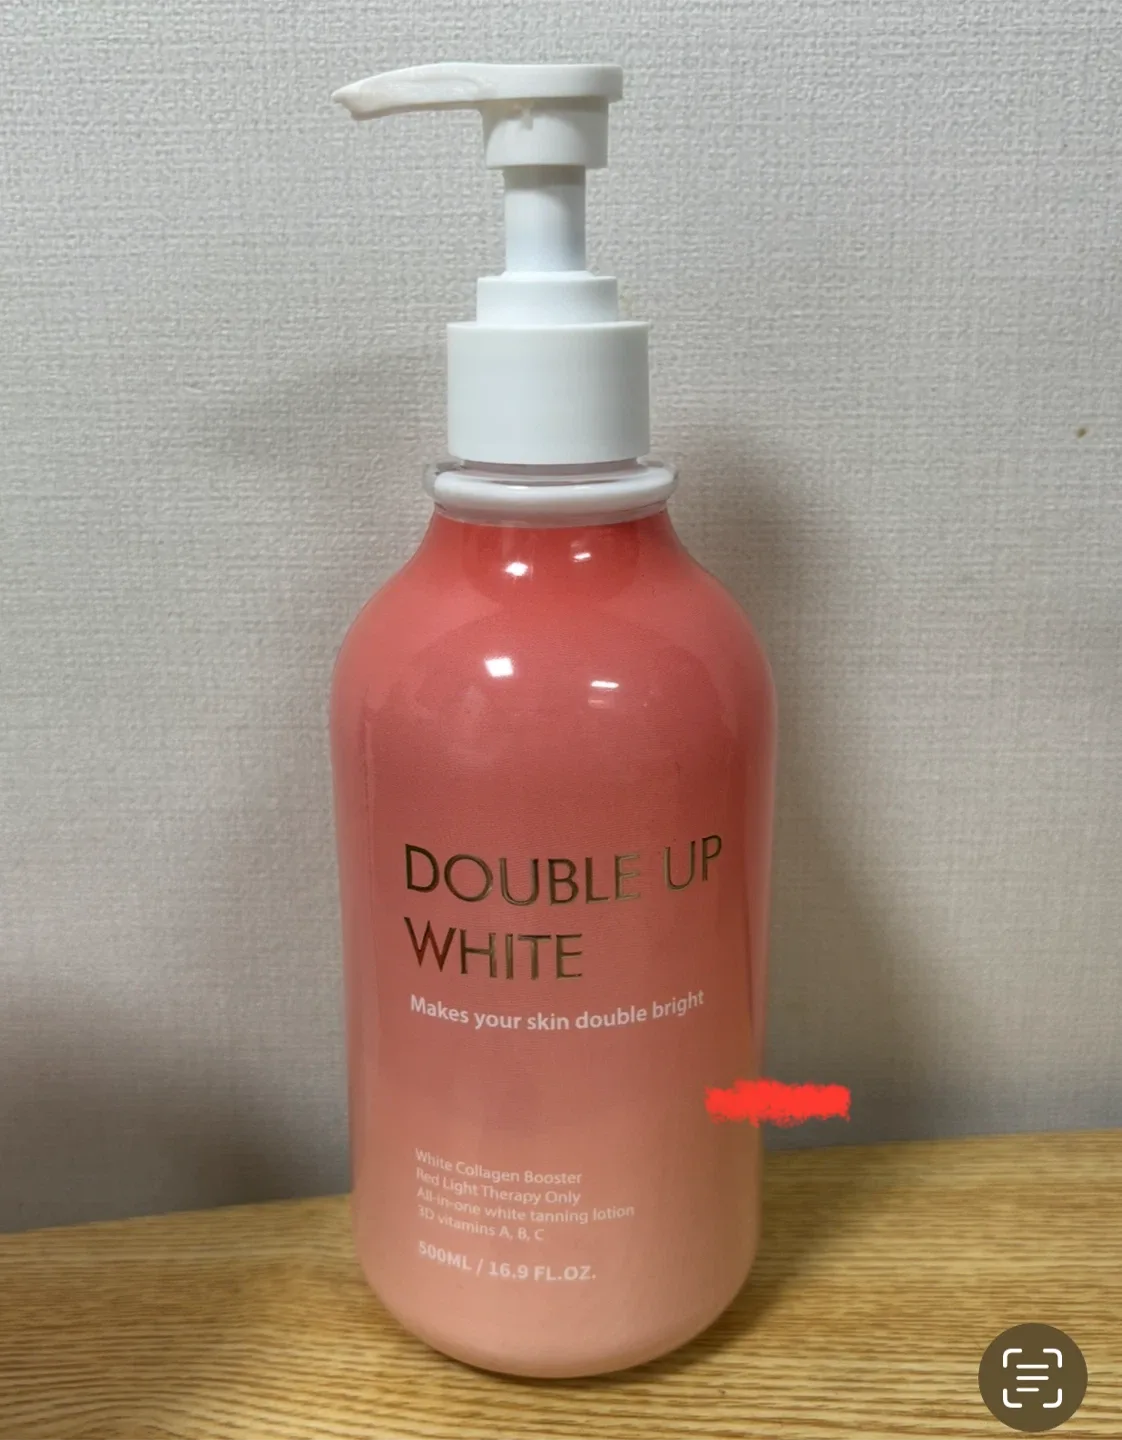 DOUBLE UP
WHITE
Makes your skin double bright
White Collagen Booster
Red Light Therapy Only
All-in-one white tanning lotion
3D vitamins A, B, C
500ML / 16.9 FL.OZ.